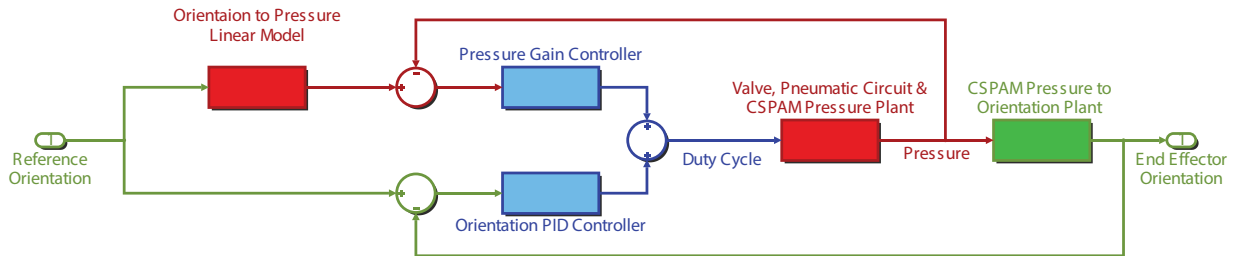 Orientaion to Pressure
Linear Model
Pressure Gain Controller
Valve, Pneumatic Circuit &
CSPAM Pressure Plant
CSPAM Pressure to
Orientation Plant
Reference
Orientation
Duty Cycle
Pressure
End Effector
Orientation
Orientation PID Controller